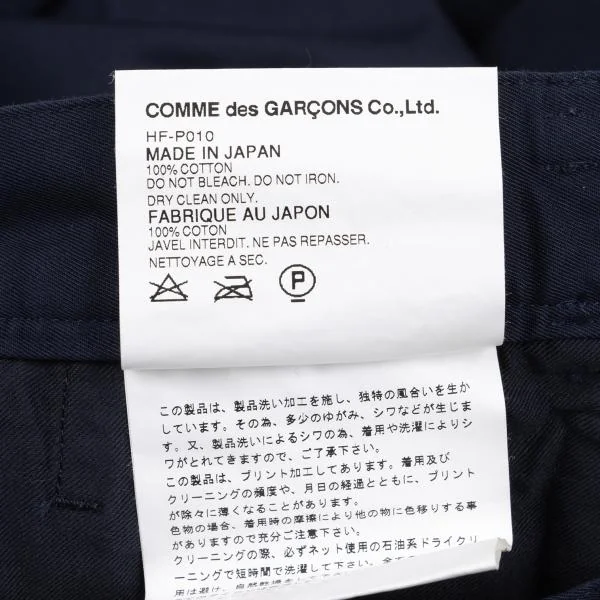 COMME des GARÇONS Co.,Ltd.
HF-P010
MADE IN JAPAN
100% COTTON
DO NOT BLEACH. DO NOT IRON.
DRY CLEAN ONLY.
FABRIQUE AU JAPON
100% COTON
JAVEL INTERDIT. NE PAS REPASSER.
NETTOYAGE A SEC.
P
この製品は、製品洗い加工を施し、独特の風合いを生か
しています。その為、多少のゆがみ、シワなどが生じま
す。又、製品洗いによるシワの為、着用や洗濯によりシ
ワがとれてきますので、ご了承下さい。
この製品は、プリント加工してあります。着用及び
クリーニングの頻度や、月日の経過とともに、プリント
が除々に薄くなることがあります。
色物の場合、着用時の摩擦により他の物に色移りする事
がありますので充分ご注意下さい。
クリーニングの際、必ずネット使用の石油系ドライクリ
ーニングで短時間で洗濯して下さい。全ての
用は避け、自然乾燥